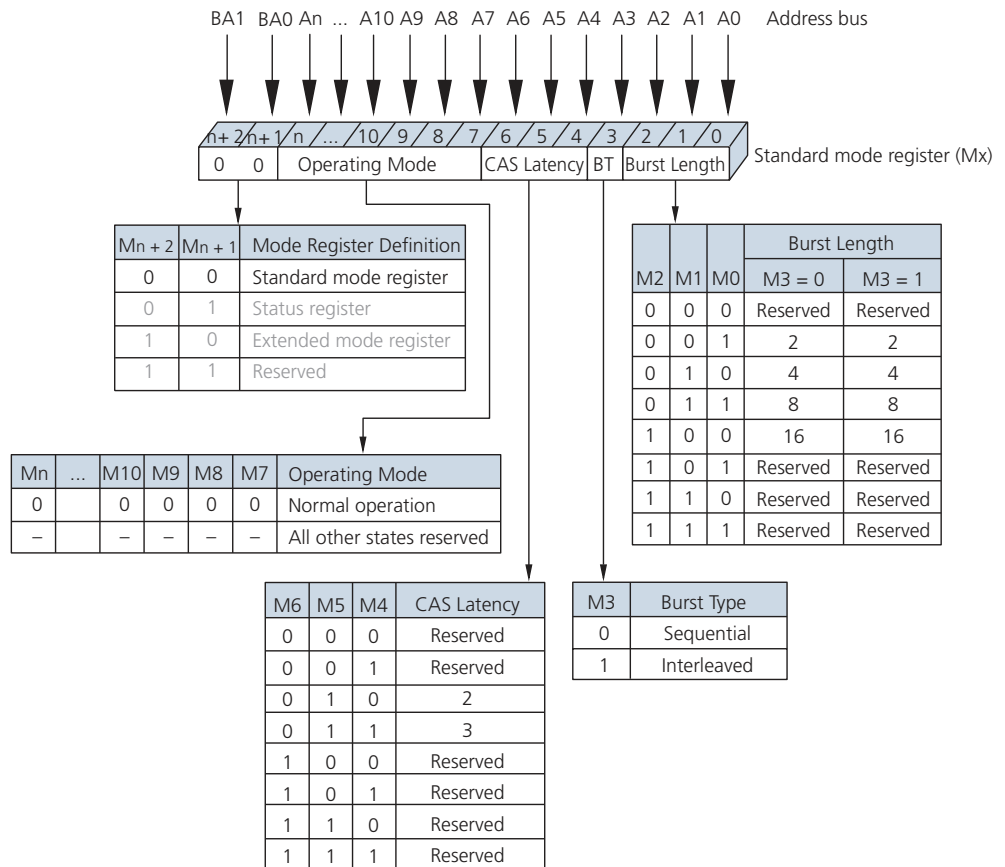 BA1 BA0 An ... A10 A9 A8 A7 A6 A5 A4 A3 A2 A1 A0 Address bus
n+ 2 n+ 1 n ... 10 9 8 7 6 5 4 3 2 1 0
0 0 Operating Mode CAS Latency BT Burst Length
Standard mode register (Mx)
Mn + 2 Mn + 1 Mode Register Definition
0 0 Standard mode register
0 1 Status register
1 0 Extended mode register
1 1 Reserved
Burst Length
M2 M1 M0 M3 = 0 M3 = 1
0 0 0 Reserved Reserved
0 0 1 2 2
0 1 0 4 4
0 1 1 8 8
1 0 0 16 16
1 0 1 Reserved Reserved
1 1 0 Reserved Reserved
1 1 1 Reserved Reserved
Mn ... M10 M9 M8 M7 Operating Mode
0 0 0 0 0 Normal operation
– – – – – All other states reserved
M6 M5 M4 CAS Latency
0 0 0 Reserved
0 0 1 Reserved
0 1 0 2
0 1 1 3
1 0 0 Reserved
1 0 1 Reserved
1 1 0 Reserved
1 1 1 Reserved
M3 Burst Type
0 Sequential
1 Interleaved